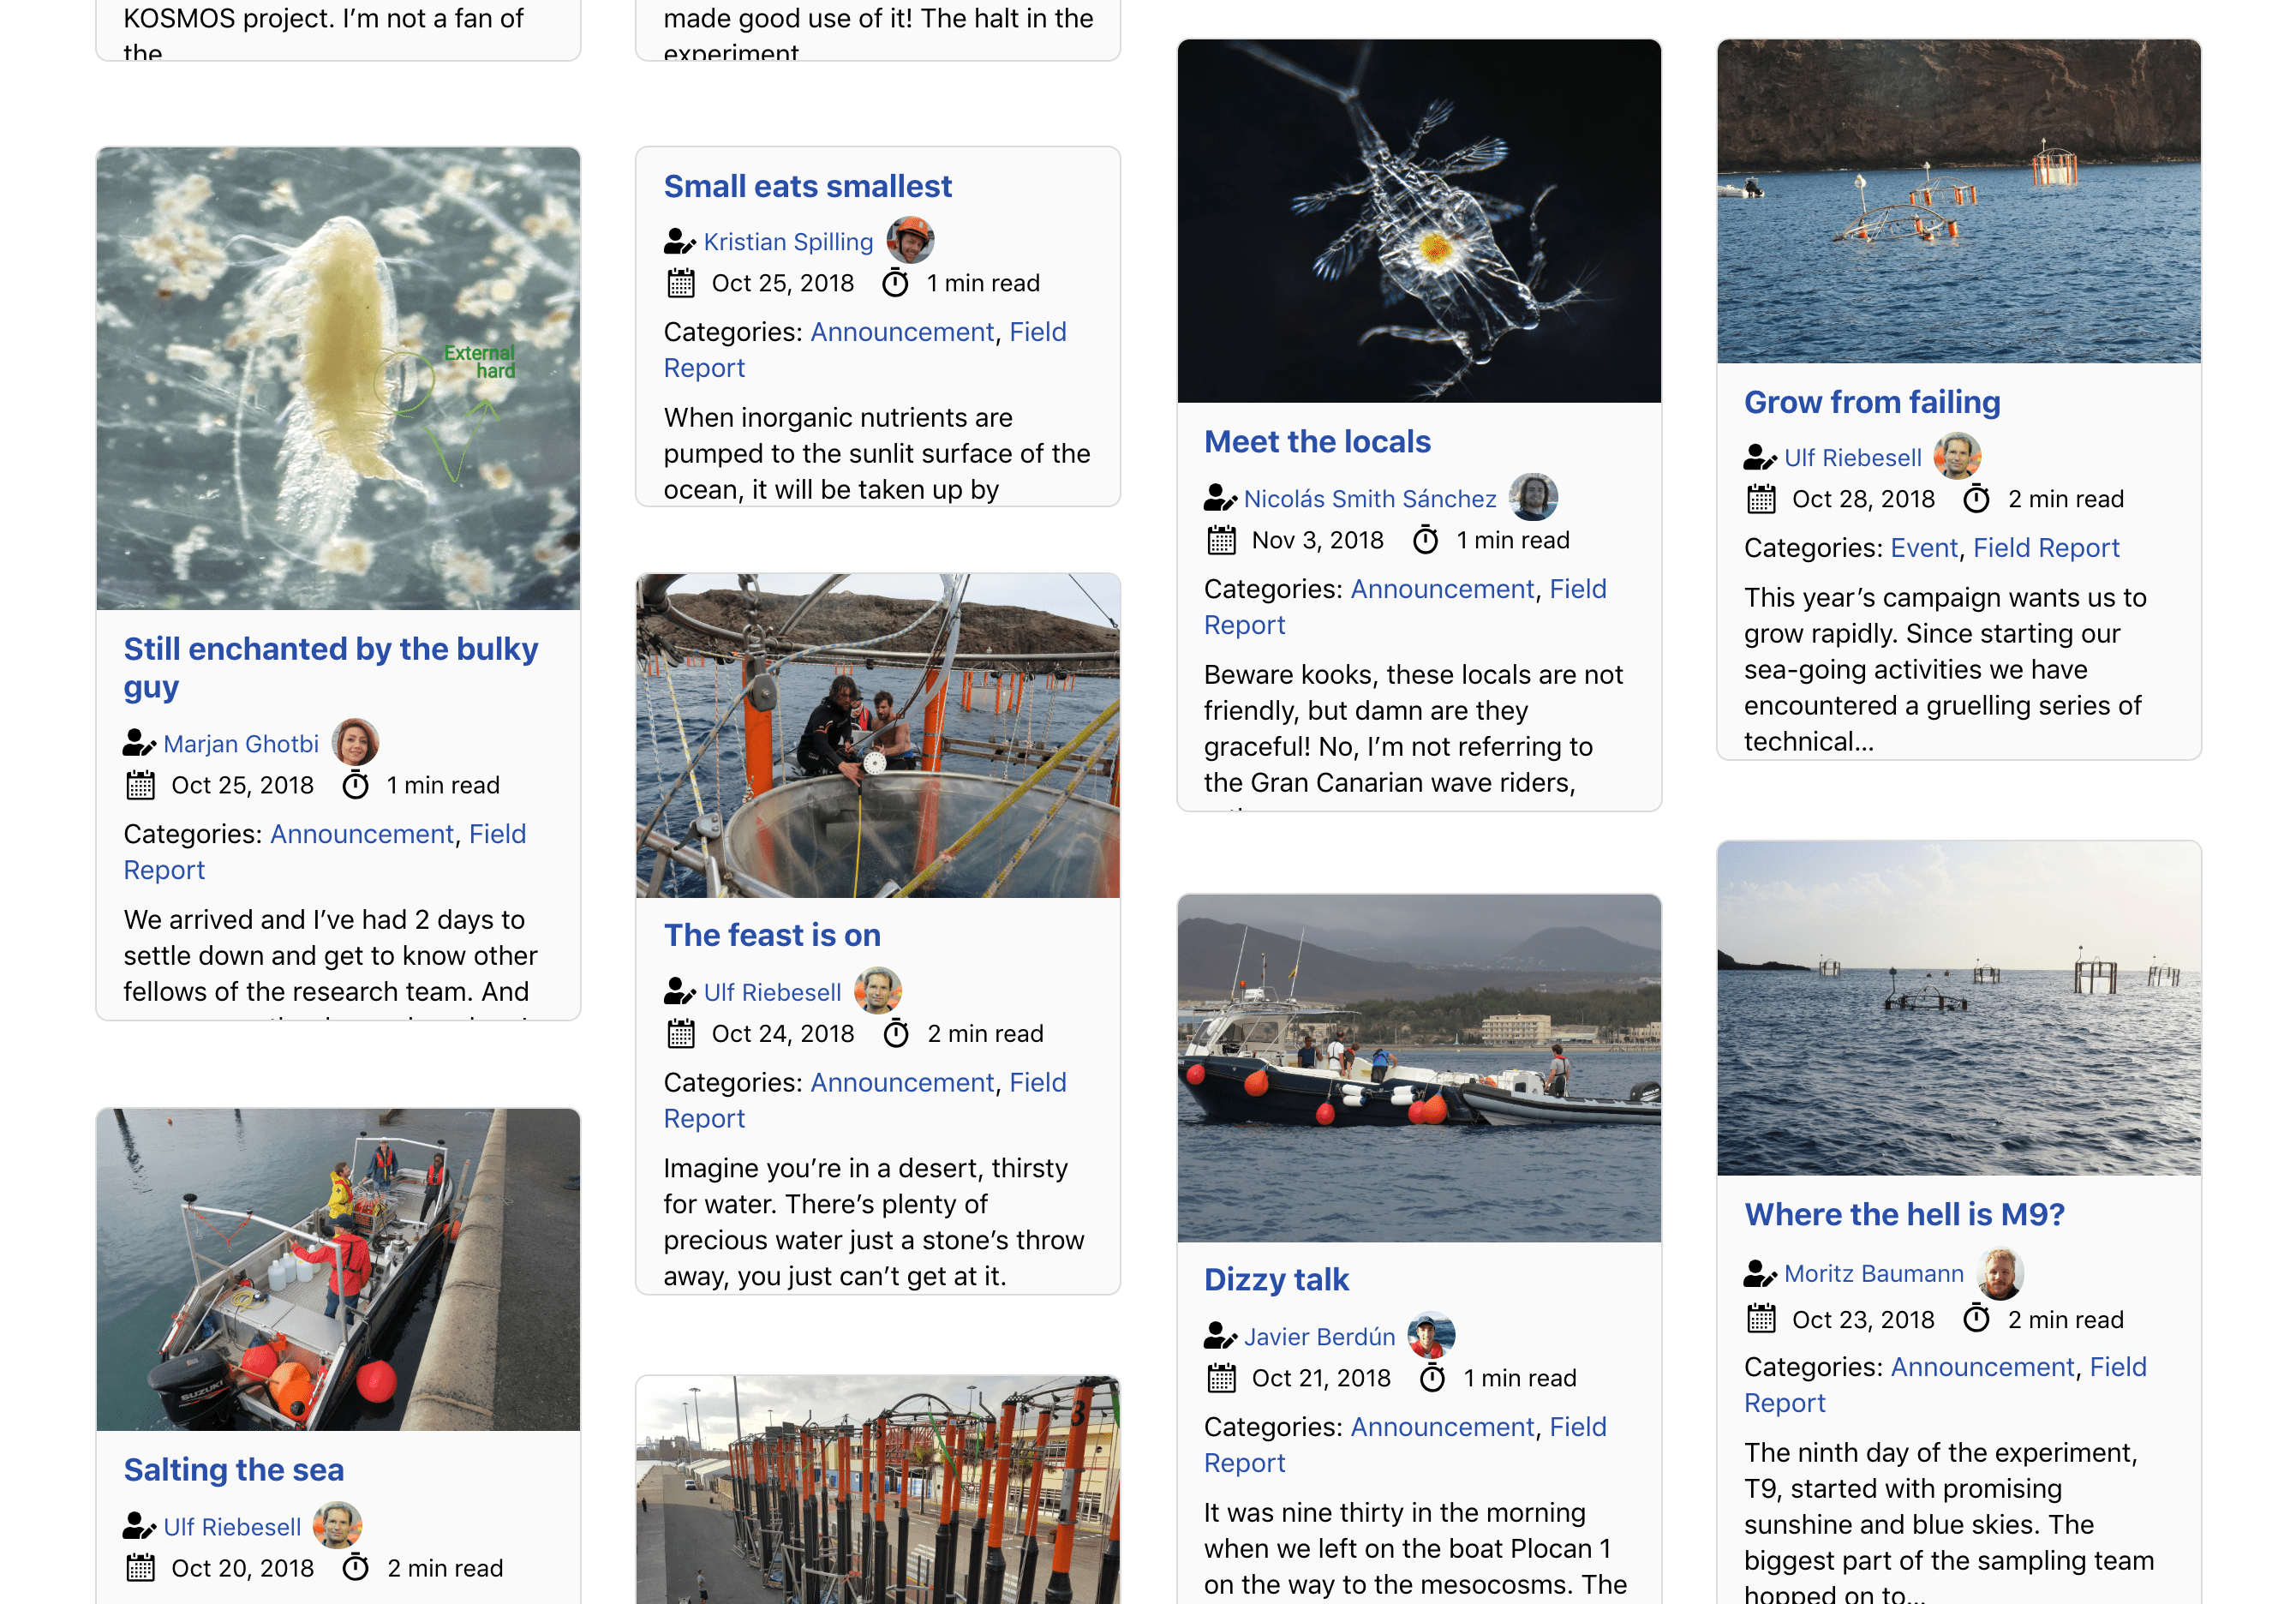 KOSMOS project. I’m not a fan of
the
Still enchanted by the bulky
guy
Marjan Ghotbi
Oct 25, 2018 1 min read
Categories: Announcement, Field
Report
We arrived and I’ve had 2 days to
settle down and get to know other
fellows of the research team. And
External
hard
SUZUKI
Salting the sea
Ulf Riebesell
Oct 20, 2018 2 min read
made good use of it! The halt in the
experiment
Small eats smallest
Kristian Spilling
Oct 25, 2018 1 min read
Categories: Announcement, Field
Report
When inorganic nutrients are
pumped to the sunlit surface of the
ocean, it will be taken up by
The feast is on
Ulf Riebesell
Oct 24, 2018 2 min read
Categories: Announcement, Field
Report
Imagine you’re in a desert, thirsty
for water. There’s plenty of
precious water just a stone’s throw
away, you just can’t get at it.
3
Meet the locals
Nicolás Smith Sánchez
Nov 3, 2018 1 min read
Categories: Announcement, Field
Report
Beware kooks, these locals are not
friendly, but damn are they
graceful! No, I’m not referring to
the Gran Canarian wave riders,
Dizzy talk
Javier Berdún
Oct 21, 2018 1 min read
Categories: Announcement, Field
Report
It was nine thirty in the morning
when we left on the boat Plocan 1
on the way to the mesocosms. The
Grow from failing
Ulf Riebesell
Oct 28, 2018 2 min read
Categories: Event, Field Report
This year’s campaign wants us to
grow rapidly. Since starting our
sea-going activities we have
encountered a gruelling series of
technical...
Where the hell is M9?
Moritz Baumann
Oct 23, 2018 2 min read
Categories: Announcement, Field
Report
The ninth day of the experiment,
T9, started with promising
sunshine and blue skies. The
biggest part of the sampling team
hopped on to...